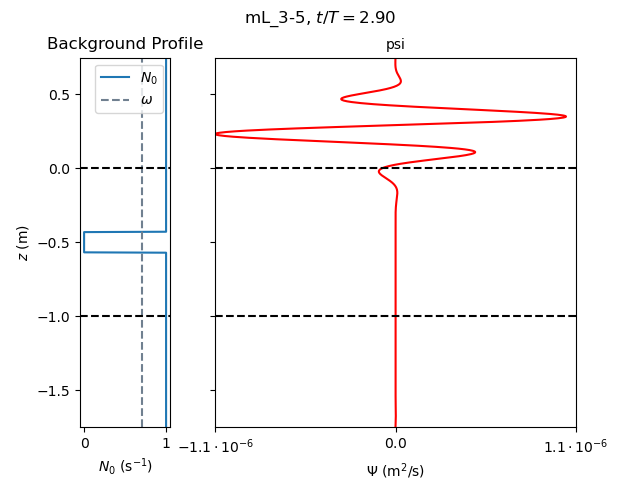 mL_3-5, t/T = 2.90
Background Profile
psi
N₀
ω
z (m)
0.5
0.0
−0.5
−1.0
−1.5
0 1
N₀ (s⁻¹)
−1.1 · 10⁻⁶ 0.0 1.1 · 10⁻⁶
Ψ (m²/s)